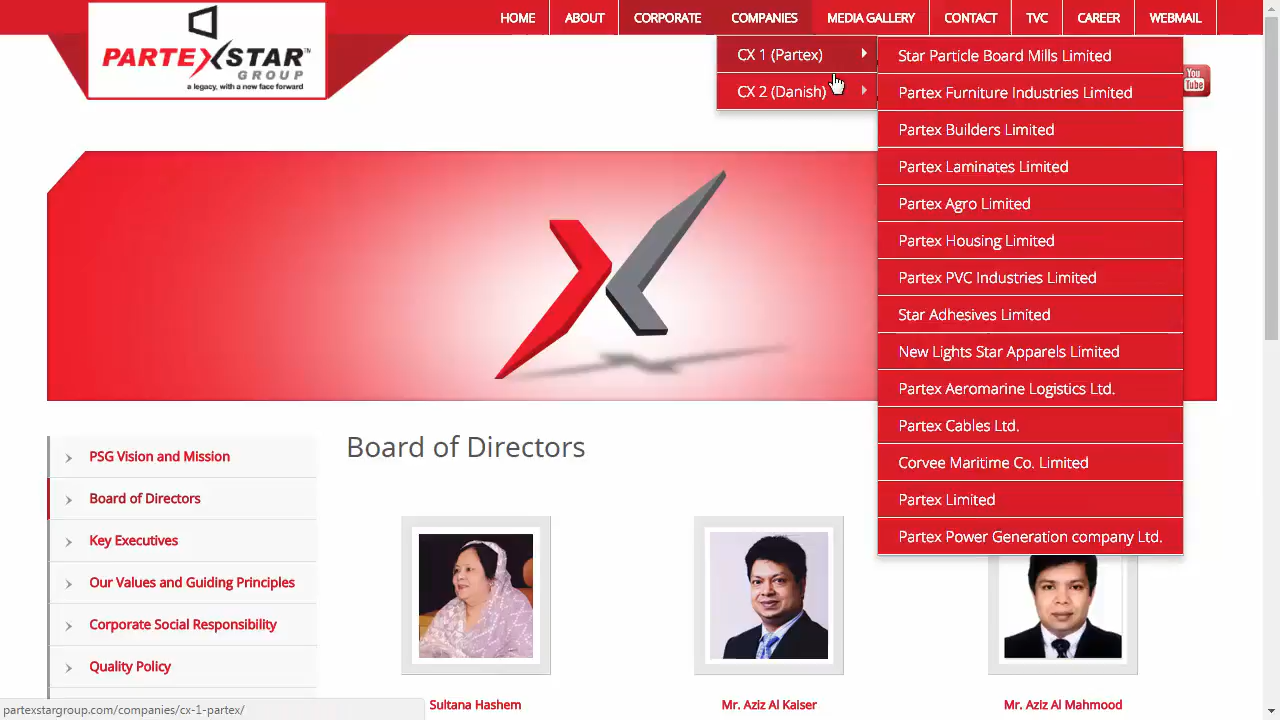 HOME ABOUT CORPORATE COMPANIES MEDIA GALLERY CONTACT TVC CAREER WEBMAIL
PARTEX STAR™
GROUP
a legacy, with a new face forward
CX 1 (Partex)
CX 2 (Danish)
Star Particle Board Mills Limited
Partex Furniture Industries Limited
Partex Builders Limited
Partex Laminates Limited
Partex Agro Limited
Partex Housing Limited
Partex PVC Industries Limited
Star Adhesives Limited
New Lights Star Apparels Limited
Partex Aeromarine Logistics Ltd.
Partex Cables Ltd.
Corvee Maritime Co. Limited
Partex Limited
Partex Power Generation company Ltd.
You
Tube
PSG Vision and Mission
Board of Directors
Key Executives
Our Values and Guiding Principles
Corporate Social Responsibility
Quality Policy
Board of Directors
Sultana Hashem
Mr. Aziz Al Kaiser
Mr. Aziz Al Mahmood
partexstargroup.com/companies/cx-1-partex/